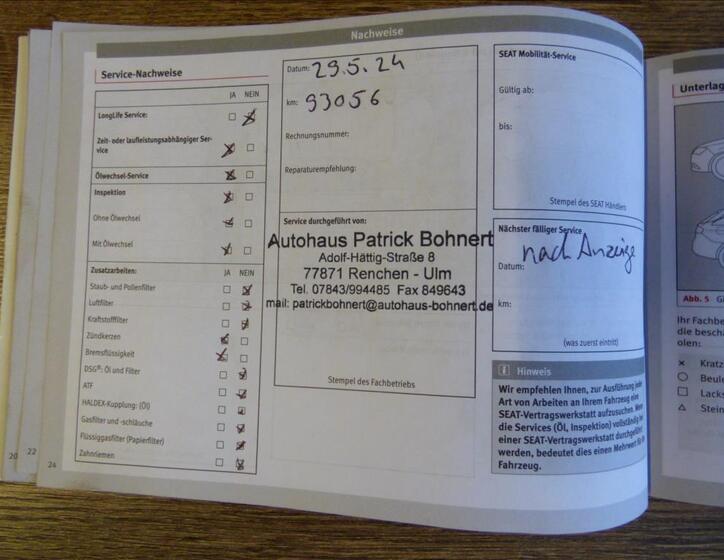 Nachweise
Service-Nachweise
JA NEIN
LongLife Service:
Zeit- oder laufleistungsabhängiger Ser-
vice
Ölwechsel-Service
Inspektion
Ohne Ölwechsel
Mit Ölwechsel
Zusatzarbeiten: JA NEIN
Staub- und Pollenfilter
Luftfilter
Kraftstofffilter
Zündkerzen
Bremsflüssigkeit
DSG®: Öl und Filter
ATF
HALDEX-Kupplung: (Öl)
Gasfilter und -schläuche
Flüssiggasfilter (Papierfilter)
Zahnriemen
24
Datum: 29.5.24
km: 93056
Rechnungsnummer:
Reparaturempfehlung:
Service durchgeführt von:
Autohaus Patrick Bohnert
Adolf-Hättig-Straße 8
77871 Renchen - Ulm
Tel. 07843/994485 Fax 849643
mail: patrickbohnert@autohaus-bohnert.de
Stempel des Fachbetriebs
SEAT Mobilität-Service
Gültig ab:
bis:
Stempel des SEAT Händlers
Nächster fälliger Service
nach Anzeige
Datum:
km:
(was zuerst eintritt)
Hinweis
Wir empfehlen Ihnen, zur Ausführung jeder
Art von Arbeiten an Ihrem Fahrzeug eine
SEAT-Vertragswerkstatt aufzusuchen. Wenn
die Services (Öl, Inspektion) vollständig bei
einer SEAT-Vertragswerkstatt durchgeführt
werden, bedeutet dies einen Mehrwert für Ihr
Fahrzeug.
20
22
Unterlag
Abb. 5
Ihr Fachbe
die besch
olen:
Kratz
Beule
Lacks
Stein